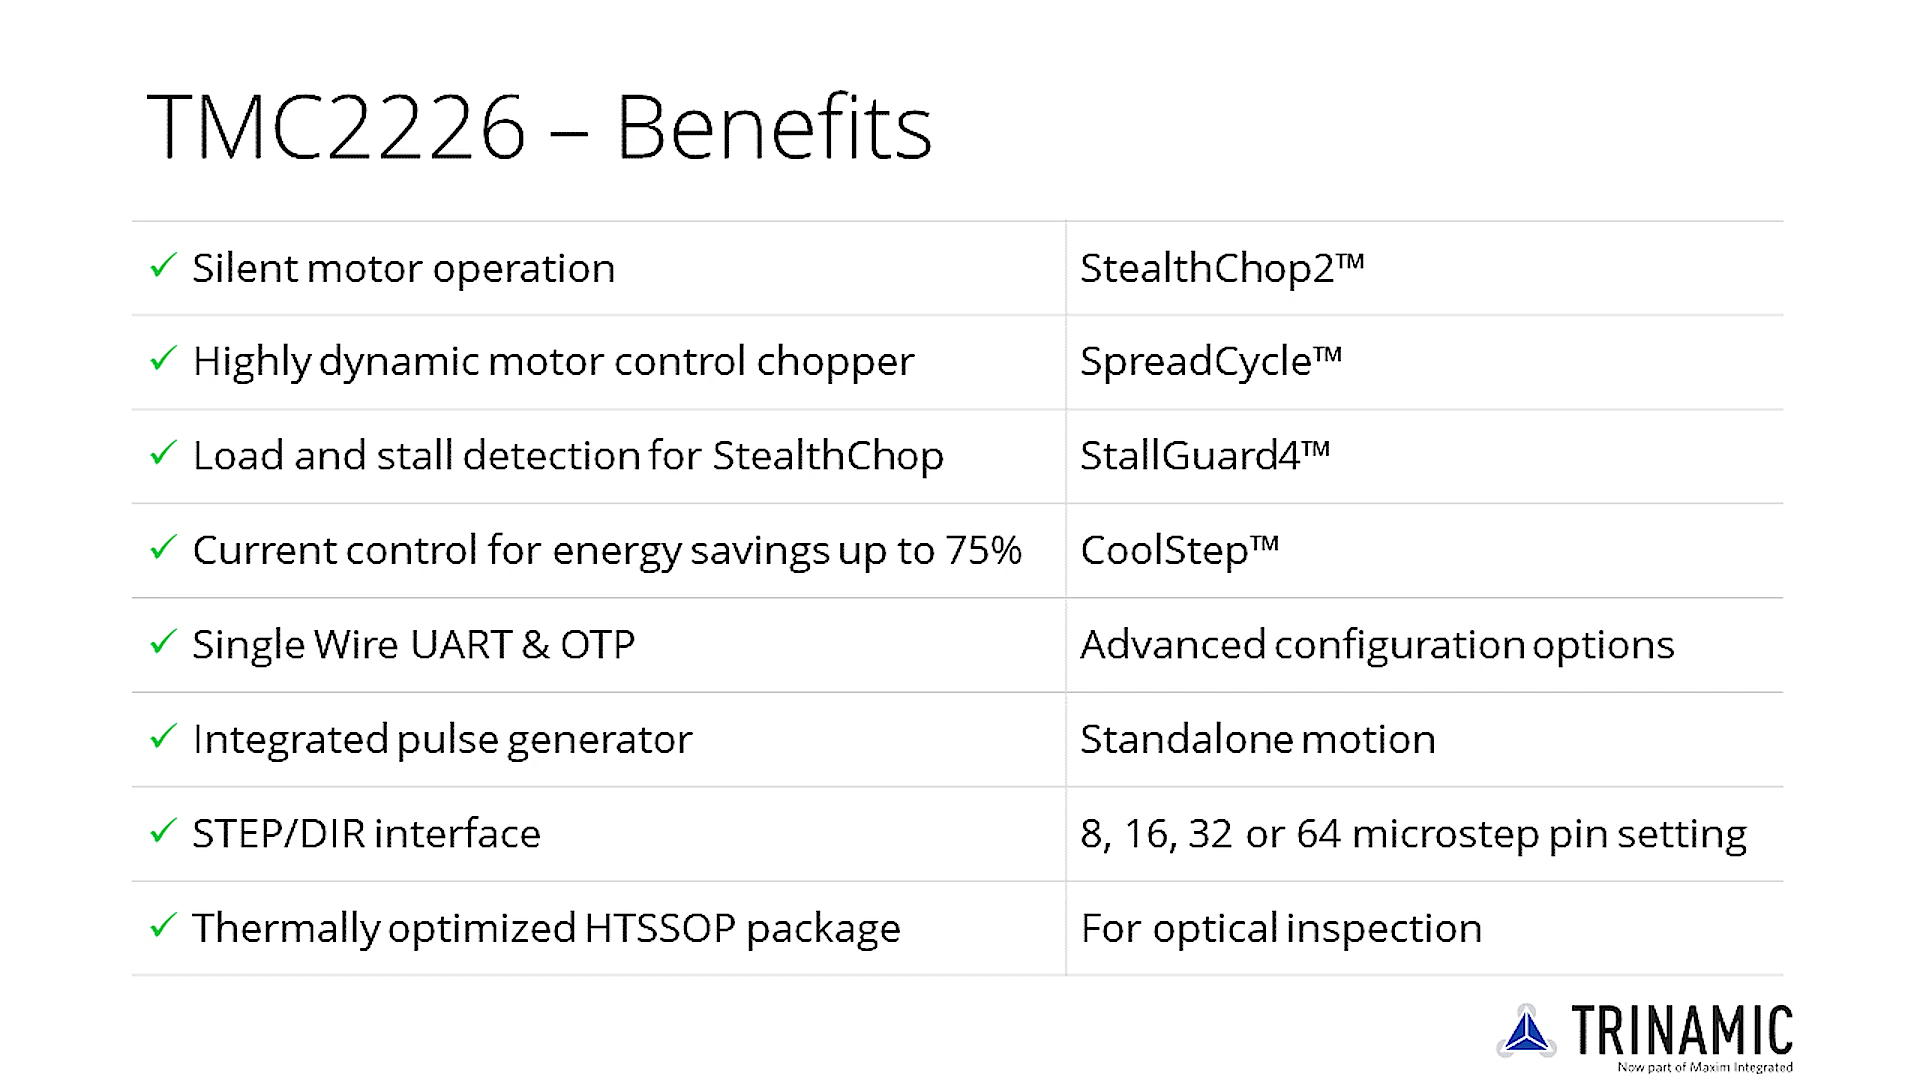 TMC2226 – Benefits
✓ Silent motor operation StealthChop2™
✓ Highly dynamic motor control chopper SpreadCycle™
✓ Load and stall detection for StealthChop StallGuard4™
✓ Current control for energy savings up to 75% CoolStep™
✓ Single Wire UART & OTP Advanced configuration options
✓ Integrated pulse generator Standalone motion
✓ STEP/DIR interface 8, 16, 32 or 64 microstep pin setting
✓ Thermally optimized HTSSOP package For optical inspection
TRINAMIC
Now part of Maxim Integrated